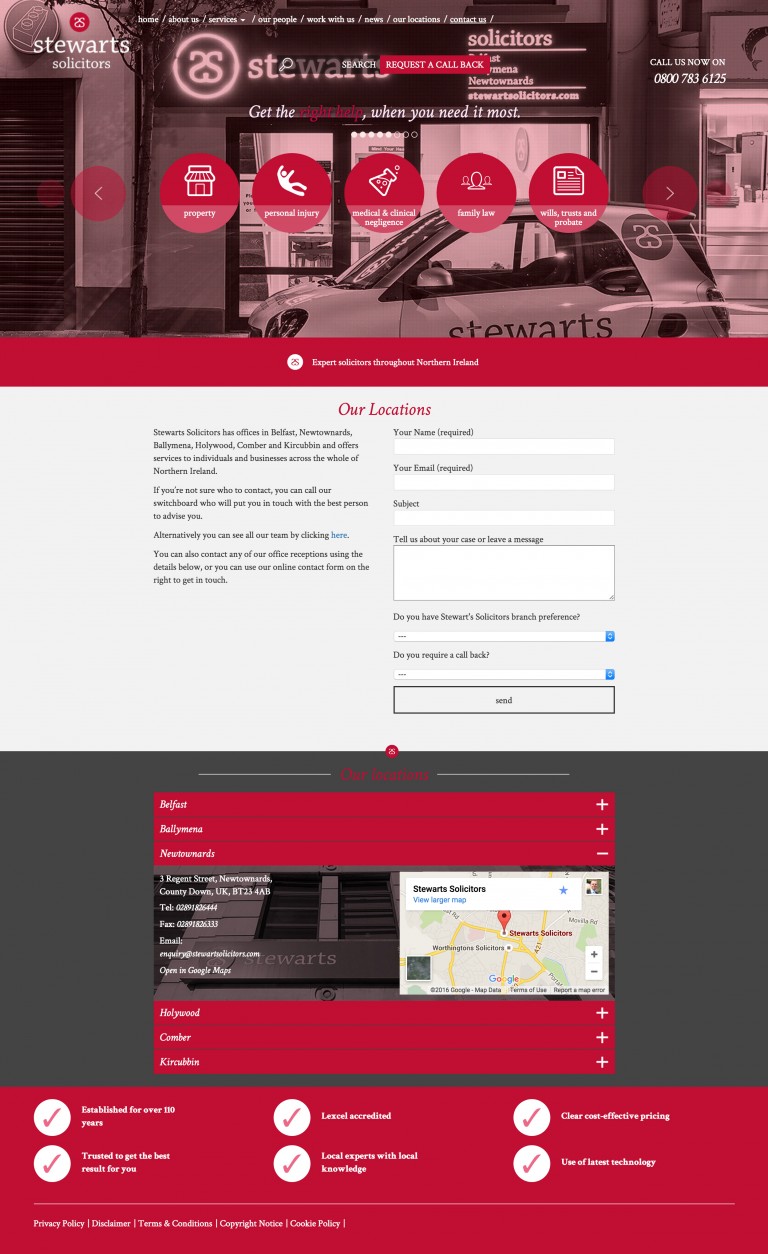 home / about us / services / our people / work with us / news / our locations / contact us /
stewarts
solicitors
stewarts
solicitors
SEARCH
REQUEST A CALL BACK
Newtownards
stewartsolicitors.com
CALL US NOW ON
0800 783 6125
Get the right help, when you need it most.
property
personal injury
medical & clinical
negligence
family law
wills, trusts and
probate
stewarts
Expert solicitors throughout Northern Ireland
Our Locations
Stewarts Solicitors has offices in Belfast, Newtownards,
Ballymena, Holywood, Comber and Kircubbin and offers
services to individuals and businesses across the whole of
Northern Ireland.
If you're not sure who to contact, you can call our
switchboard who will put you in touch with the best person
to advise you.
Alternatively you can see all our team by clicking here.
You can also contact any of our office receptions using the
details below, or you can use our online contact form on the
right to get in touch.
Your Name (required)
Your Email (required)
Subject
Tell us about your case or leave a message
Do you have Stewart's Solicitors branch preference?
---
Do you require a call back?
---
send
Our locations
Belfast
Ballymena
Newtownards
3 Regent Street, Newtownards,
County Down, UK, BT23 4AB
Tel: 02891826444
Fax: 02891826333
Email:
enquiry@stewartsolicitors.com
Open in Google Maps
stewarts
Stewarts Solicitors
View larger map
Movilla Rd
Stewarts Solicitors
Worthingtons Solicitors
A21
Google
©2016 Google - Map Data
Terms of Use
Report a map error
Holywood
Comber
Kircubbin
Established for over 110
years
Lexcel accredited
Clear cost-effective pricing
Trusted to get the best
result for you
Local experts with local
knowledge
Use of latest technology
Privacy Policy | Disclaimer | Terms & Conditions | Copyright Notice | Cookie Policy |